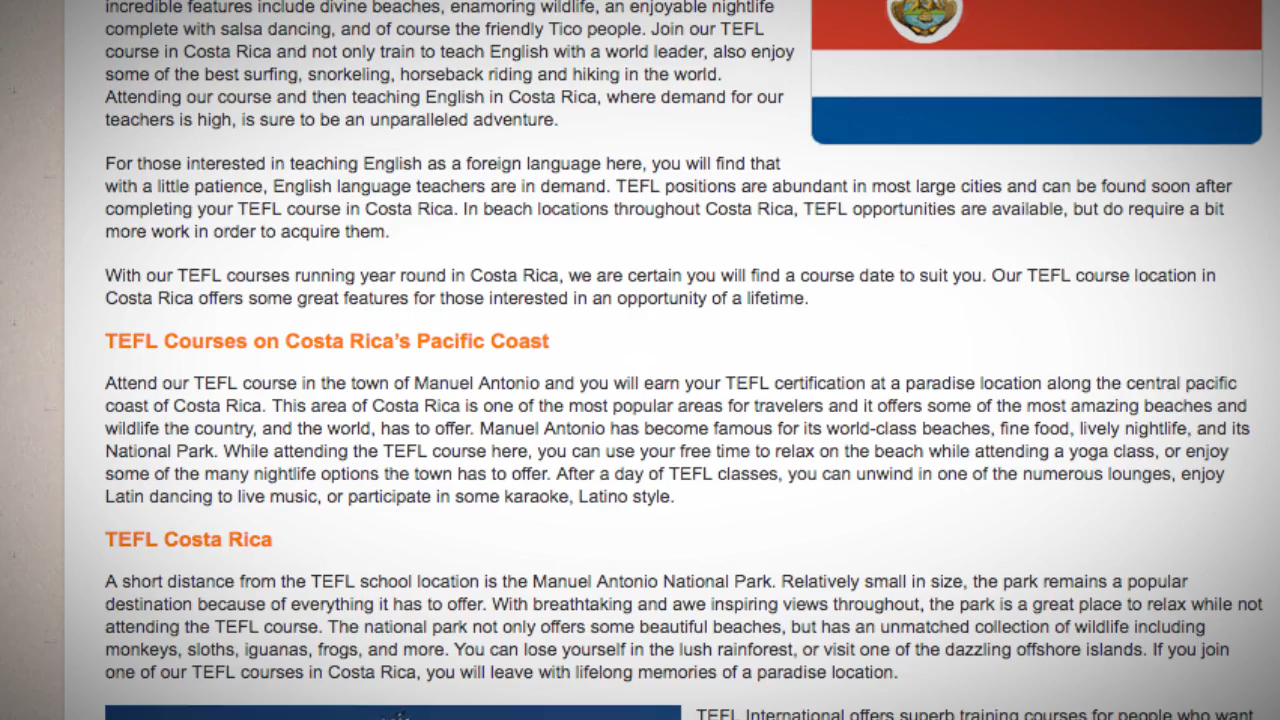 incredible features include divine beaches, enamoring wildlife, an enjoyable nightlife
complete with salsa dancing, and of course the friendly Tico people. Join our TEFL
course in Costa Rica and not only train to teach English with a world leader, also enjoy
some of the best surfing, snorkeling, horseback riding and hiking in the world.
Attending our course and then teaching English in Costa Rica, where demand for our
teachers is high, is sure to be an unparalleled adventure.
For those interested in teaching English as a foreign language here, you will find that
with a little patience, English language teachers are in demand. TEFL positions are abundant in most large cities and can be found soon after
completing your TEFL course in Costa Rica. In beach locations throughout Costa Rica, TEFL opportunities are available, but do require a bit
more work in order to acquire them.
With our TEFL courses running year round in Costa Rica, we are certain you will find a course date to suit you. Our TEFL course location in
Costa Rica offers some great features for those interested in an opportunity of a lifetime.
TEFL Courses on Costa Rica’s Pacific Coast
Attend our TEFL course in the town of Manuel Antonio and you will earn your TEFL certification at a paradise location along the central pacific
coast of Costa Rica. This area of Costa Rica is one of the most popular areas for travelers and it offers some of the most amazing beaches and
wildlife the country, and the world, has to offer. Manuel Antonio has become famous for its world-class beaches, fine food, lively nightlife, and its
National Park. While attending the TEFL course here, you can use your free time to relax on the beach while attending a yoga class, or enjoy
some of the many nightlife options the town has to offer. After a day of TEFL classes, you can unwind in one of the numerous lounges, enjoy
Latin dancing to live music, or participate in some karaoke, Latino style.
TEFL Costa Rica
A short distance from the TEFL school location is the Manuel Antonio National Park. Relatively small in size, the park remains a popular
destination because of everything it has to offer. With breathtaking and awe inspiring views throughout, the park is a great place to relax while not
attending the TEFL course. The national park not only offers some beautiful beaches, but has an unmatched collection of wildlife including
monkeys, sloths, iguanas, frogs, and more. You can lose yourself in the lush rainforest, or visit one of the dazzling offshore islands. If you join
one of our TEFL courses in Costa Rica, you will leave with lifelong memories of a paradise location.
TEFL International offers superb training courses for people who want